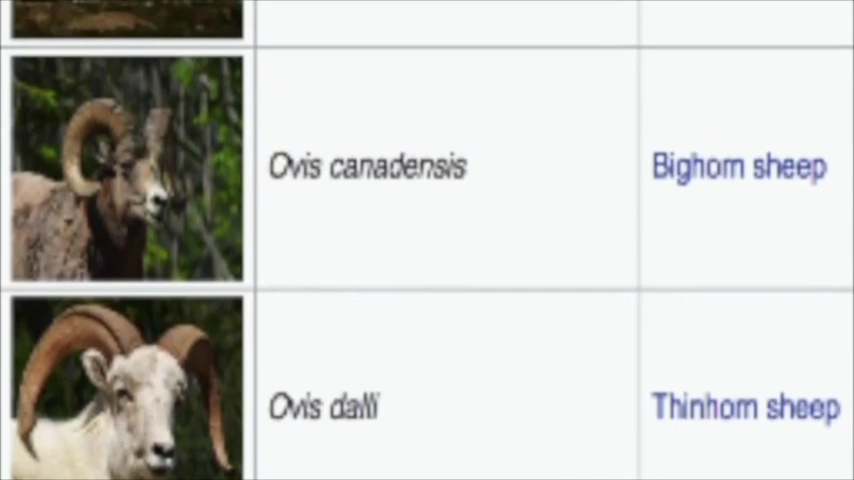 Ovis canadensis
Bighorn sheep
Ovis dalli
Thinhorn sheep